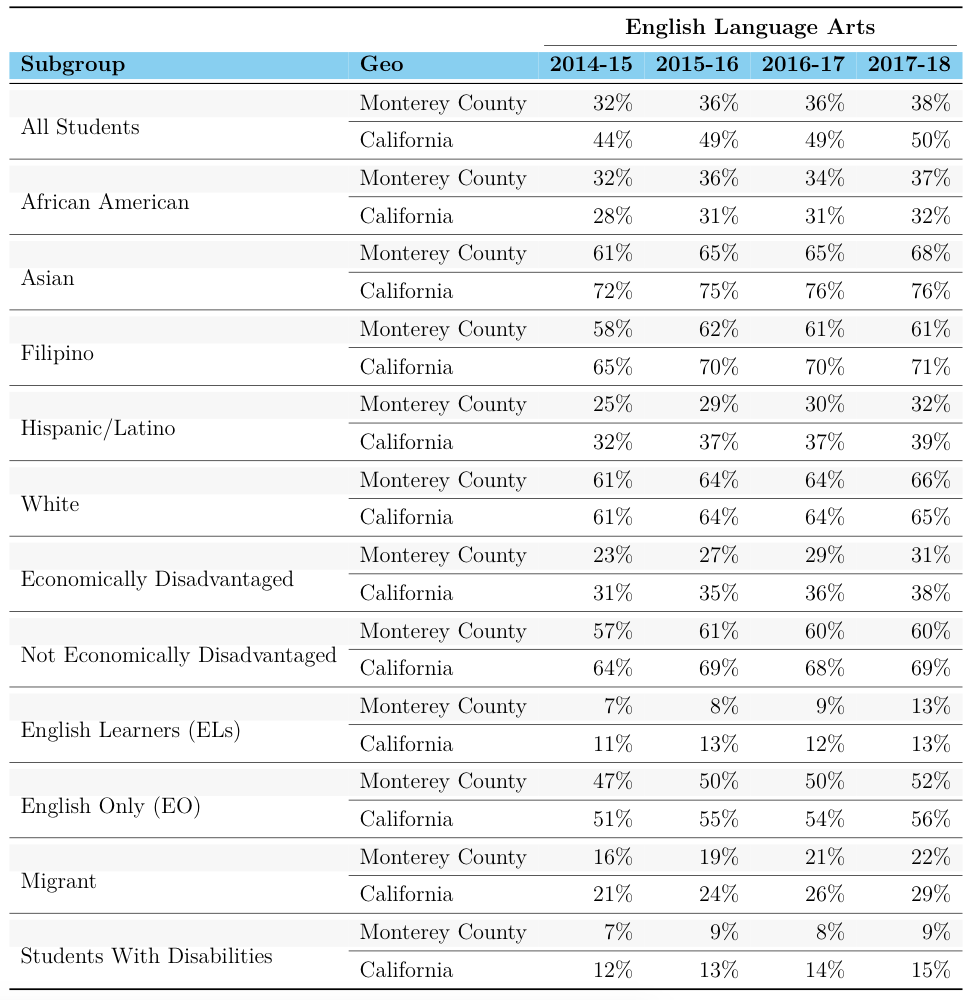 English Language Arts
Subgroup Geo 2014-15 2015-16 2016-17 2017-18
All Students
Monterey County 32% 36% 36% 38%
California 44% 49% 49% 50%
African American
Monterey County 32% 36% 34% 37%
California 28% 31% 31% 32%
Asian
Monterey County 61% 65% 65% 68%
California 72% 75% 76% 76%
Filipino
Monterey County 58% 62% 61% 61%
California 65% 70% 70% 71%
Hispanic/Latino
Monterey County 25% 29% 30% 32%
California 32% 37% 37% 39%
White
Monterey County 61% 64% 64% 66%
California 61% 64% 64% 65%
Economically Disadvantaged
Monterey County 23% 27% 29% 31%
California 31% 35% 36% 38%
Not Economically Disadvantaged
Monterey County 57% 61% 60% 60%
California 64% 69% 68% 69%
English Learners (ELs)
Monterey County 7% 8% 9% 13%
California 11% 13% 12% 13%
English Only (EO)
Monterey County 47% 50% 50% 52%
California 51% 55% 54% 56%
Migrant
Monterey County 16% 19% 21% 22%
California 21% 24% 26% 29%
Students With Disabilities
Monterey County 7% 9% 8% 9%
California 12% 13% 14% 15%